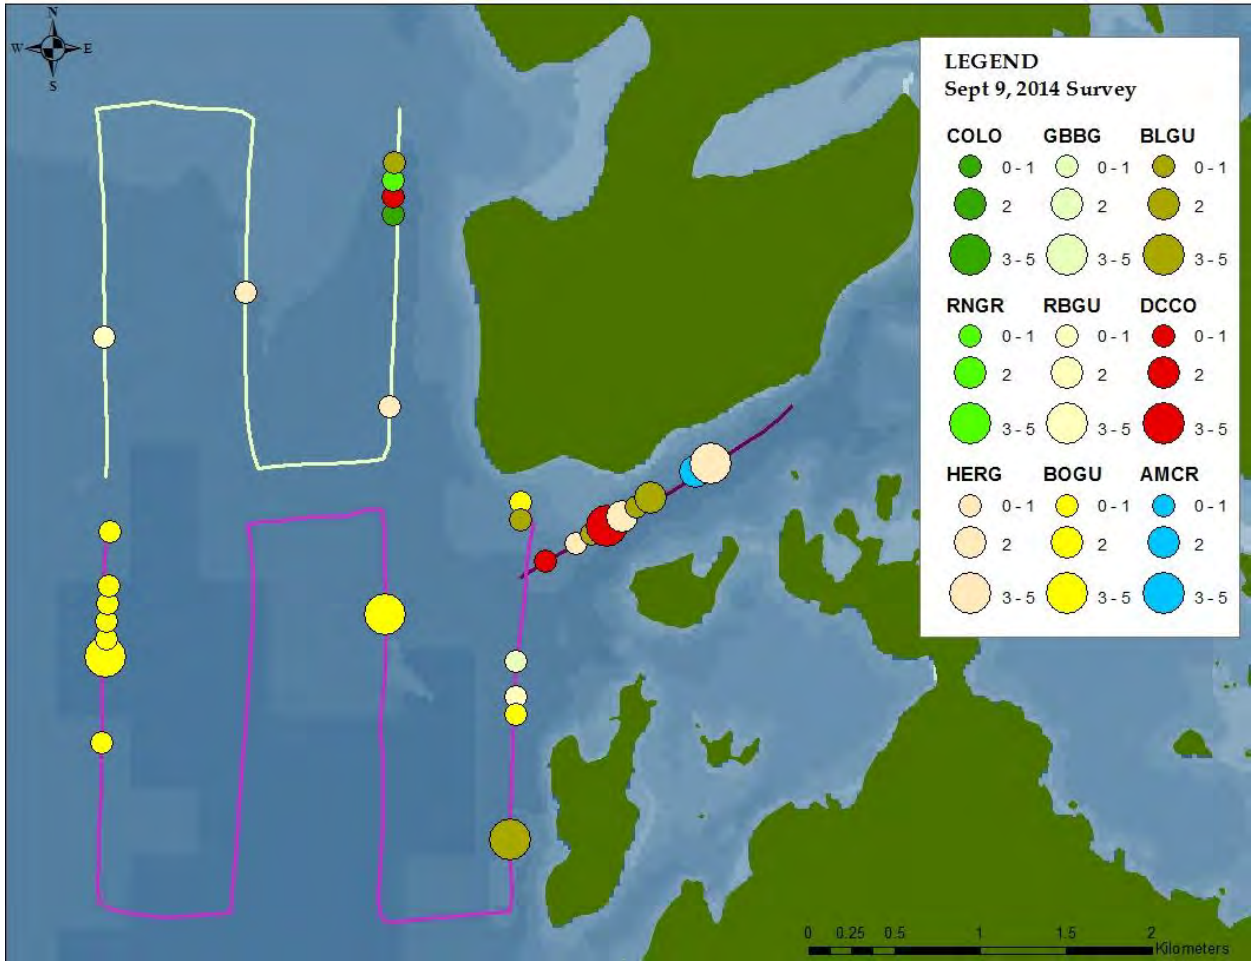 N
W E
S
LEGEND
Sept 9, 2014 Survey
COLO GBBG BLGU
0 - 1 0 - 1 0 - 1
2 2 2
3 - 5 3 - 5 3 - 5
RNGR RBGU DCCO
0 - 1 0 - 1 0 - 1
2 2 2
3 - 5 3 - 5 3 - 5
HERG BOGU AMCR
0 - 1 0 - 1 0 - 1
2 2 2
3 - 5 3 - 5 3 - 5
0 0.25 0.5 1 1.5 2
Kilometers